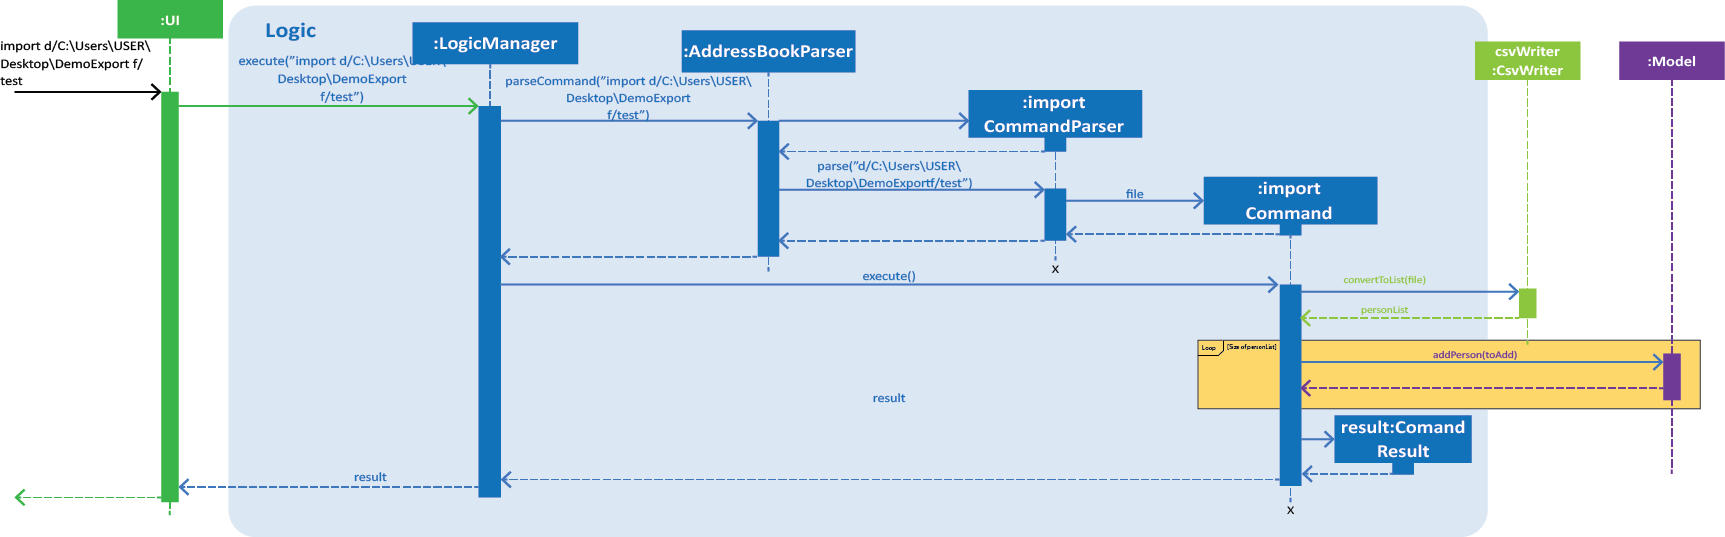 :UI
Logic
:LogicManager
:AddressBookParser
csvWriter
:CsvWriter
:Model
import d/C:\Users\USER\
Desktop\DemoExport f/
test
execute("import d/C:\Users\USER\
Desktop\DemoExport
f/test")
parseCommand("import d/C:\Users\USER\
Desktop\DemoExport
f/test")
:import
CommandParser
parse("d/C:\Users\USER\
Desktop\DemoExportf/test")
file
:import
Command
x
execute()
convertToList(file)
personList
Loop
[Size of personList]
addPerson(toAdd)
result
result:Comand
Result
result
x